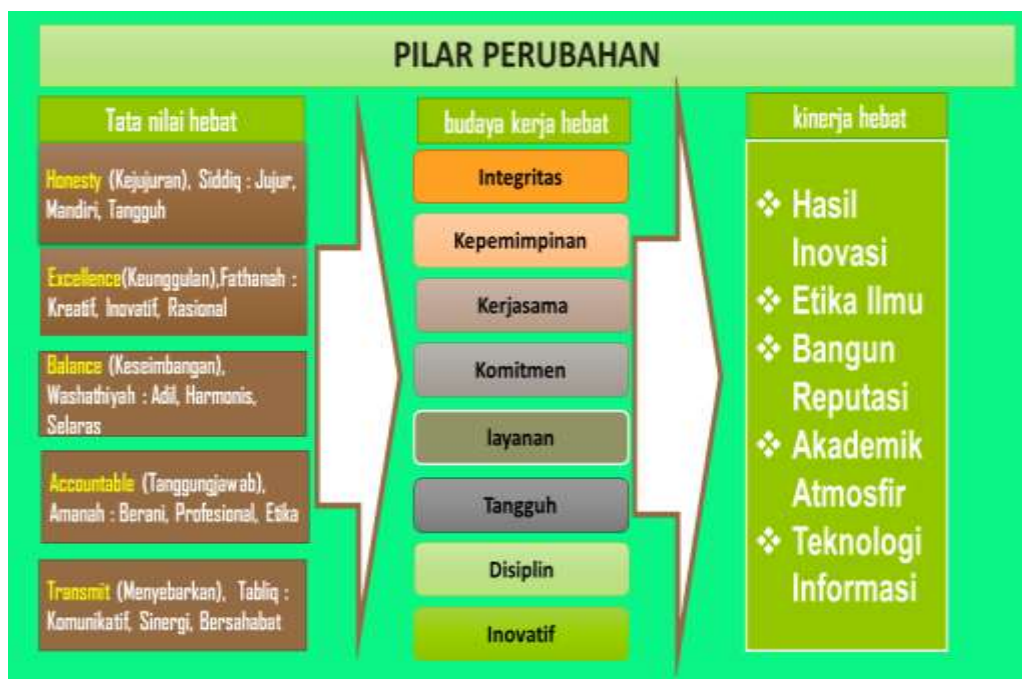 PILAR PERUBAHAN
Tata nilai hebat
Honesty (Kejujuran), Siddiq : Jujur,
Mandiri, Tangguh
Excellence(Keunggulan),Fathanah :
Kreatif, Inovatif, Rasional
Balance (Keseimbangan),
Washathiyah : Adil, Harmonis,
Selaras
Accountable (Tanggungjawab),
Amanah : Berani, Profesional, Etika
Transmit (Menyebarkan), Tabliq :
Komunikatif, Sinergi, Bersahabat
budaya kerja hebat
Integritas
Kepemimpinan
Kerjasama
Komitmen
layanan
Tangguh
Disiplin
Inovatif
kinerja hebat
❖ Hasil
Inovasi
❖ Etika Ilmu
❖ Bangun
Reputasi
❖ Akademik
Atmosfir
❖ Teknologi
Informasi